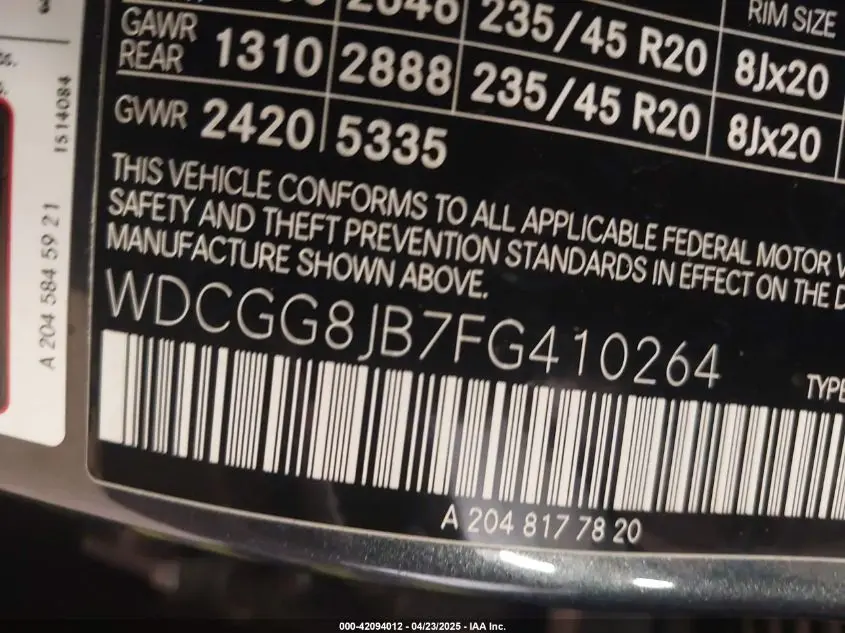 RIM SIZE
2646 235/45 R20 8Jx20
GAWR
REAR 1310 2888 235/45 R20 8Jx20
GVWR 2420 5335
THIS VEHICLE CONFORMS TO ALL APPLICABLE FEDERAL MOTOR V
SAFETY AND THEFT PREVENTION STANDARDS IN EFFECT ON THE D
MANUFACTURE SHOWN ABOVE.
WDCGG8JB7FG410264
TYPE
A 204 817 78 20
1514084
A 204 584 59 21
000-42094012 - 04/23/2025 - IAA Inc.